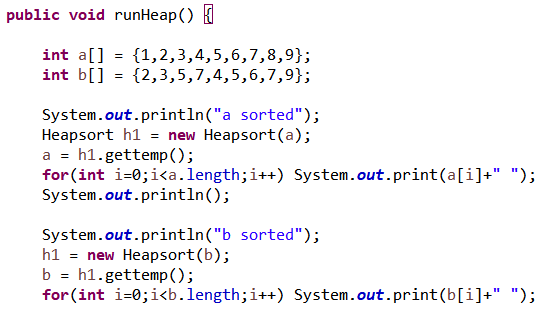 public void runHeap() {
int a[] = {1,2,3,4,5,6,7,8,9};
int b[] = {2,3,5,7,4,5,6,7,9};
System.out.println("a sorted");
Heapsort h1 = new Heapsort(a);
a = h1.gettemp();
for(int i=0;i<a.length;i++) System.out.print(a[i]+" ");
System.out.println();
System.out.println("b sorted");
h1 = new Heapsort(b);
b = h1.gettemp();
for(int i=0;i<b.length;i++) System.out.print(b[i]+" ");